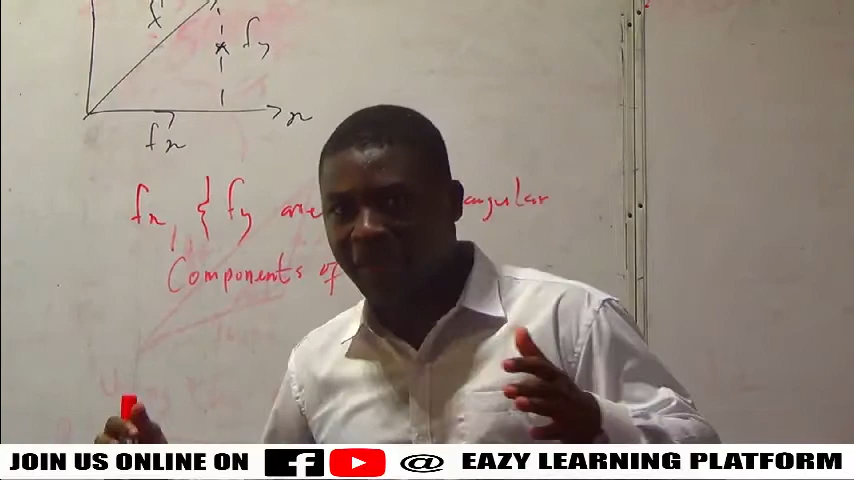 fy
x
fx
fx, & fy are angular
Components of
JOIN US ONLINE ON f @ EAZY LEARNING PLATFORM